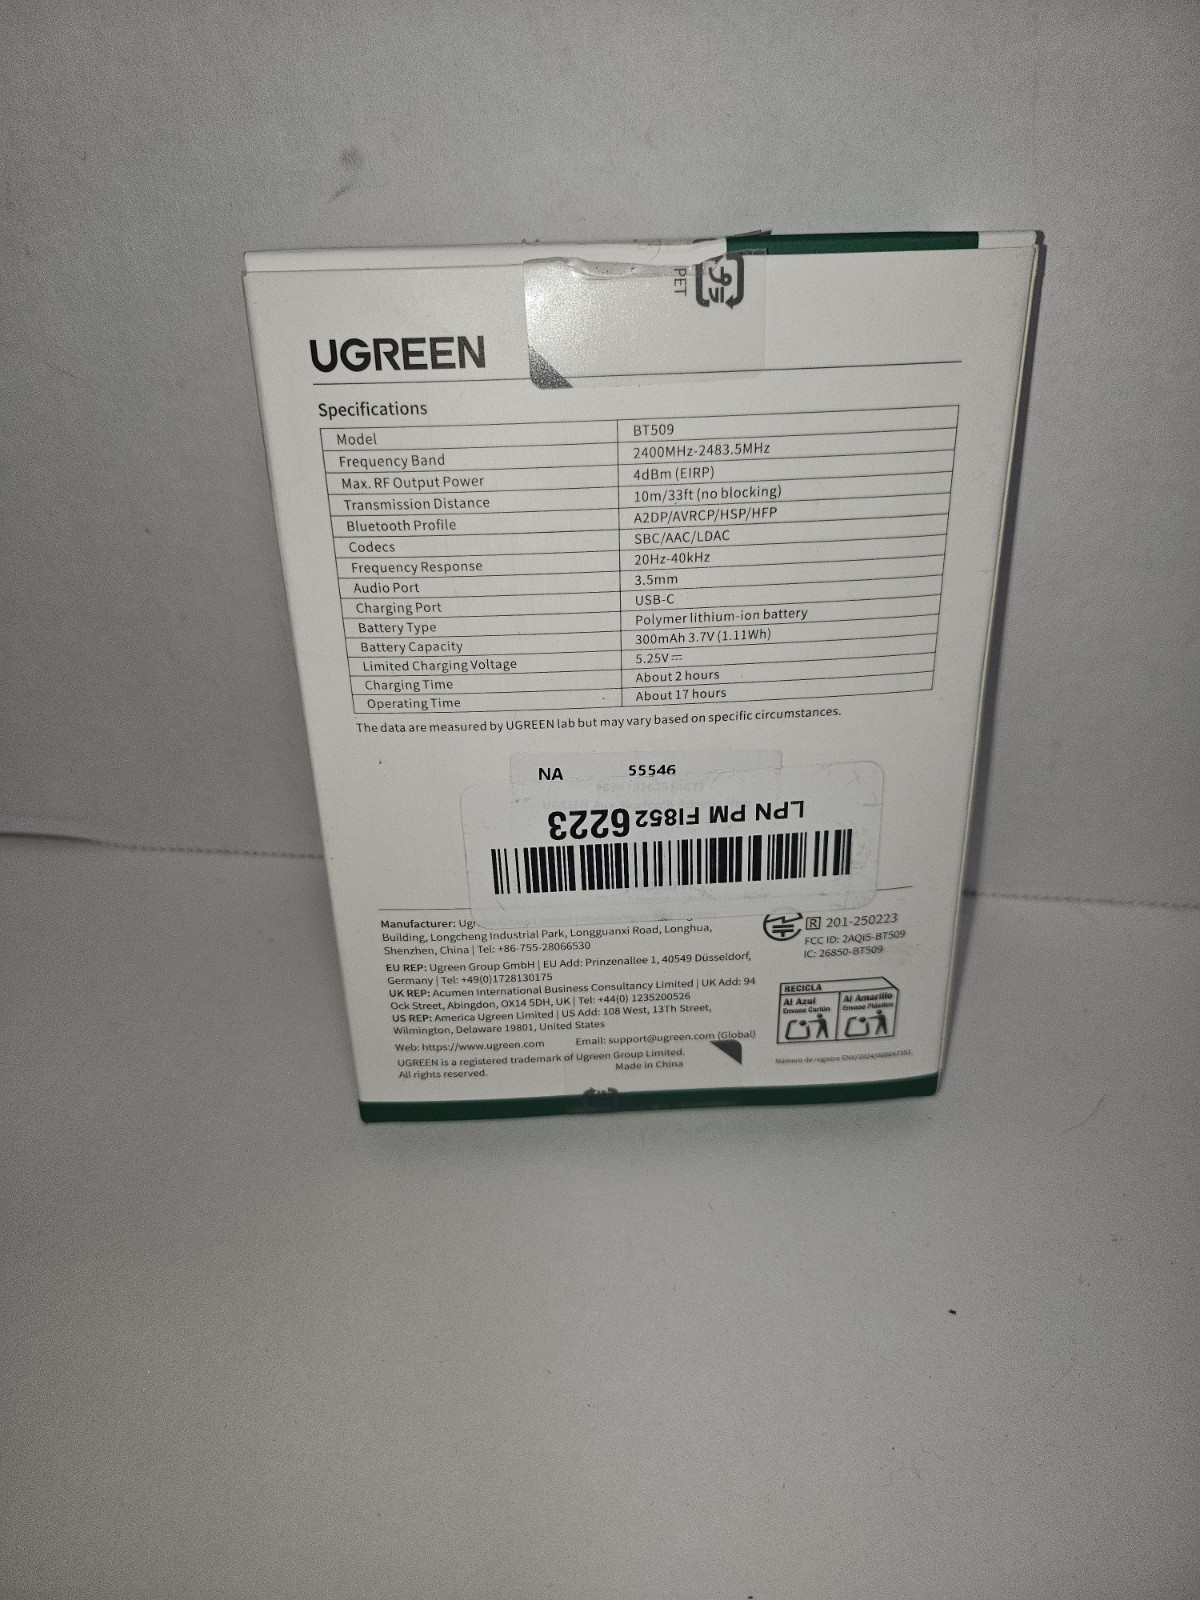 PET
UGREEN
Specifications
Model BT509
Frequency Band 2400MHz-2483.5MHz
Max. RF Output Power 4dBm (EIRP)
Transmission Distance 10m/33ft (no blocking)
Bluetooth Profile A2DP/AVRCP/HSP/HFP
Codecs SBC/AAC/LDAC
Frequency Response 20Hz-40kHz
Audio Port 3.5mm
Charging Port USB-C
Battery Type Polymer lithium-ion battery
Battery Capacity 300mAh 3.7V (1.11Wh)
Limited Charging Voltage 5.25V⎓
Charging Time About 2 hours
Operating Time About 17 hours
The data are measured by UGREEN lab but may vary based on specific circumstances.
NA 55546
LPN PM FI852 6223
Manufacturer:
Building, Longcheng Industrial Park, Longguanxi Road, Longhua,
Shenzhen, China | Tel: +86-755-28066530
EU REP: Ugreen Group GmbH | EU Add: Prinzenallee 1, 40549 Düsseldorf,
Germany | Tel: +49(0)1728130175
UK REP: Acumen International Business Consultancy Limited | UK Add: 94
Ock Street, Abingdon, OX14 5DH, UK | Tel: +44(0) 1235200526
US REP: America Ugreen Limited | US Add: 108 West, 13Th Street,
Wilmington, Delaware 19801, United States
Web: https://www.ugreen.com Email: support@ugreen.com (Global)
UGREEN is a registered trademark of Ugreen Group Limited.
All rights reserved. Made in China
R 201-250223
FCC ID: 2AQI5-BT509
IC: 26850-BT509
RECICLA
Al Azul Al Amarillo
Envase Cartón Envase Plástico
Número de registro